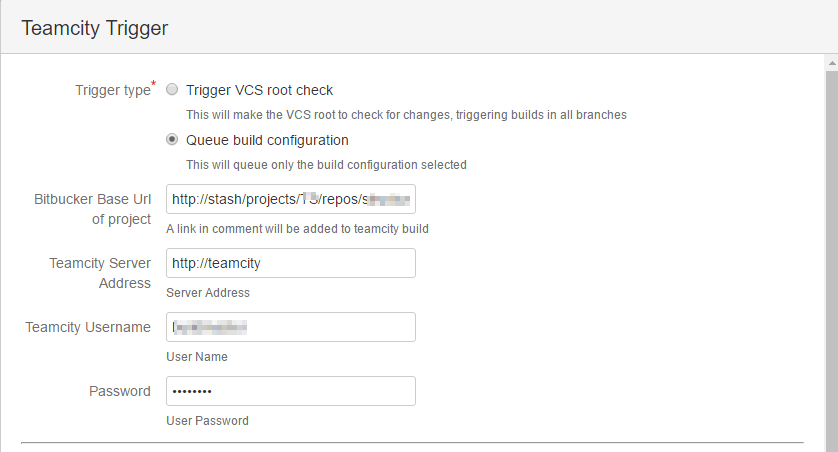 Teamcity Trigger
Trigger type*
Trigger VCS root check
This will make the VCS root to check for changes, triggering builds in all branches
Queue build configuration
This will queue only the build configuration selected
Bitbucker Base Url
of project
http://stash/projects/TS/repos/
A link in comment will be added to teamcity build
Teamcity Server
Address
http://teamcity
Server Address
Teamcity Username
User Name
Password
••••••••
User Password